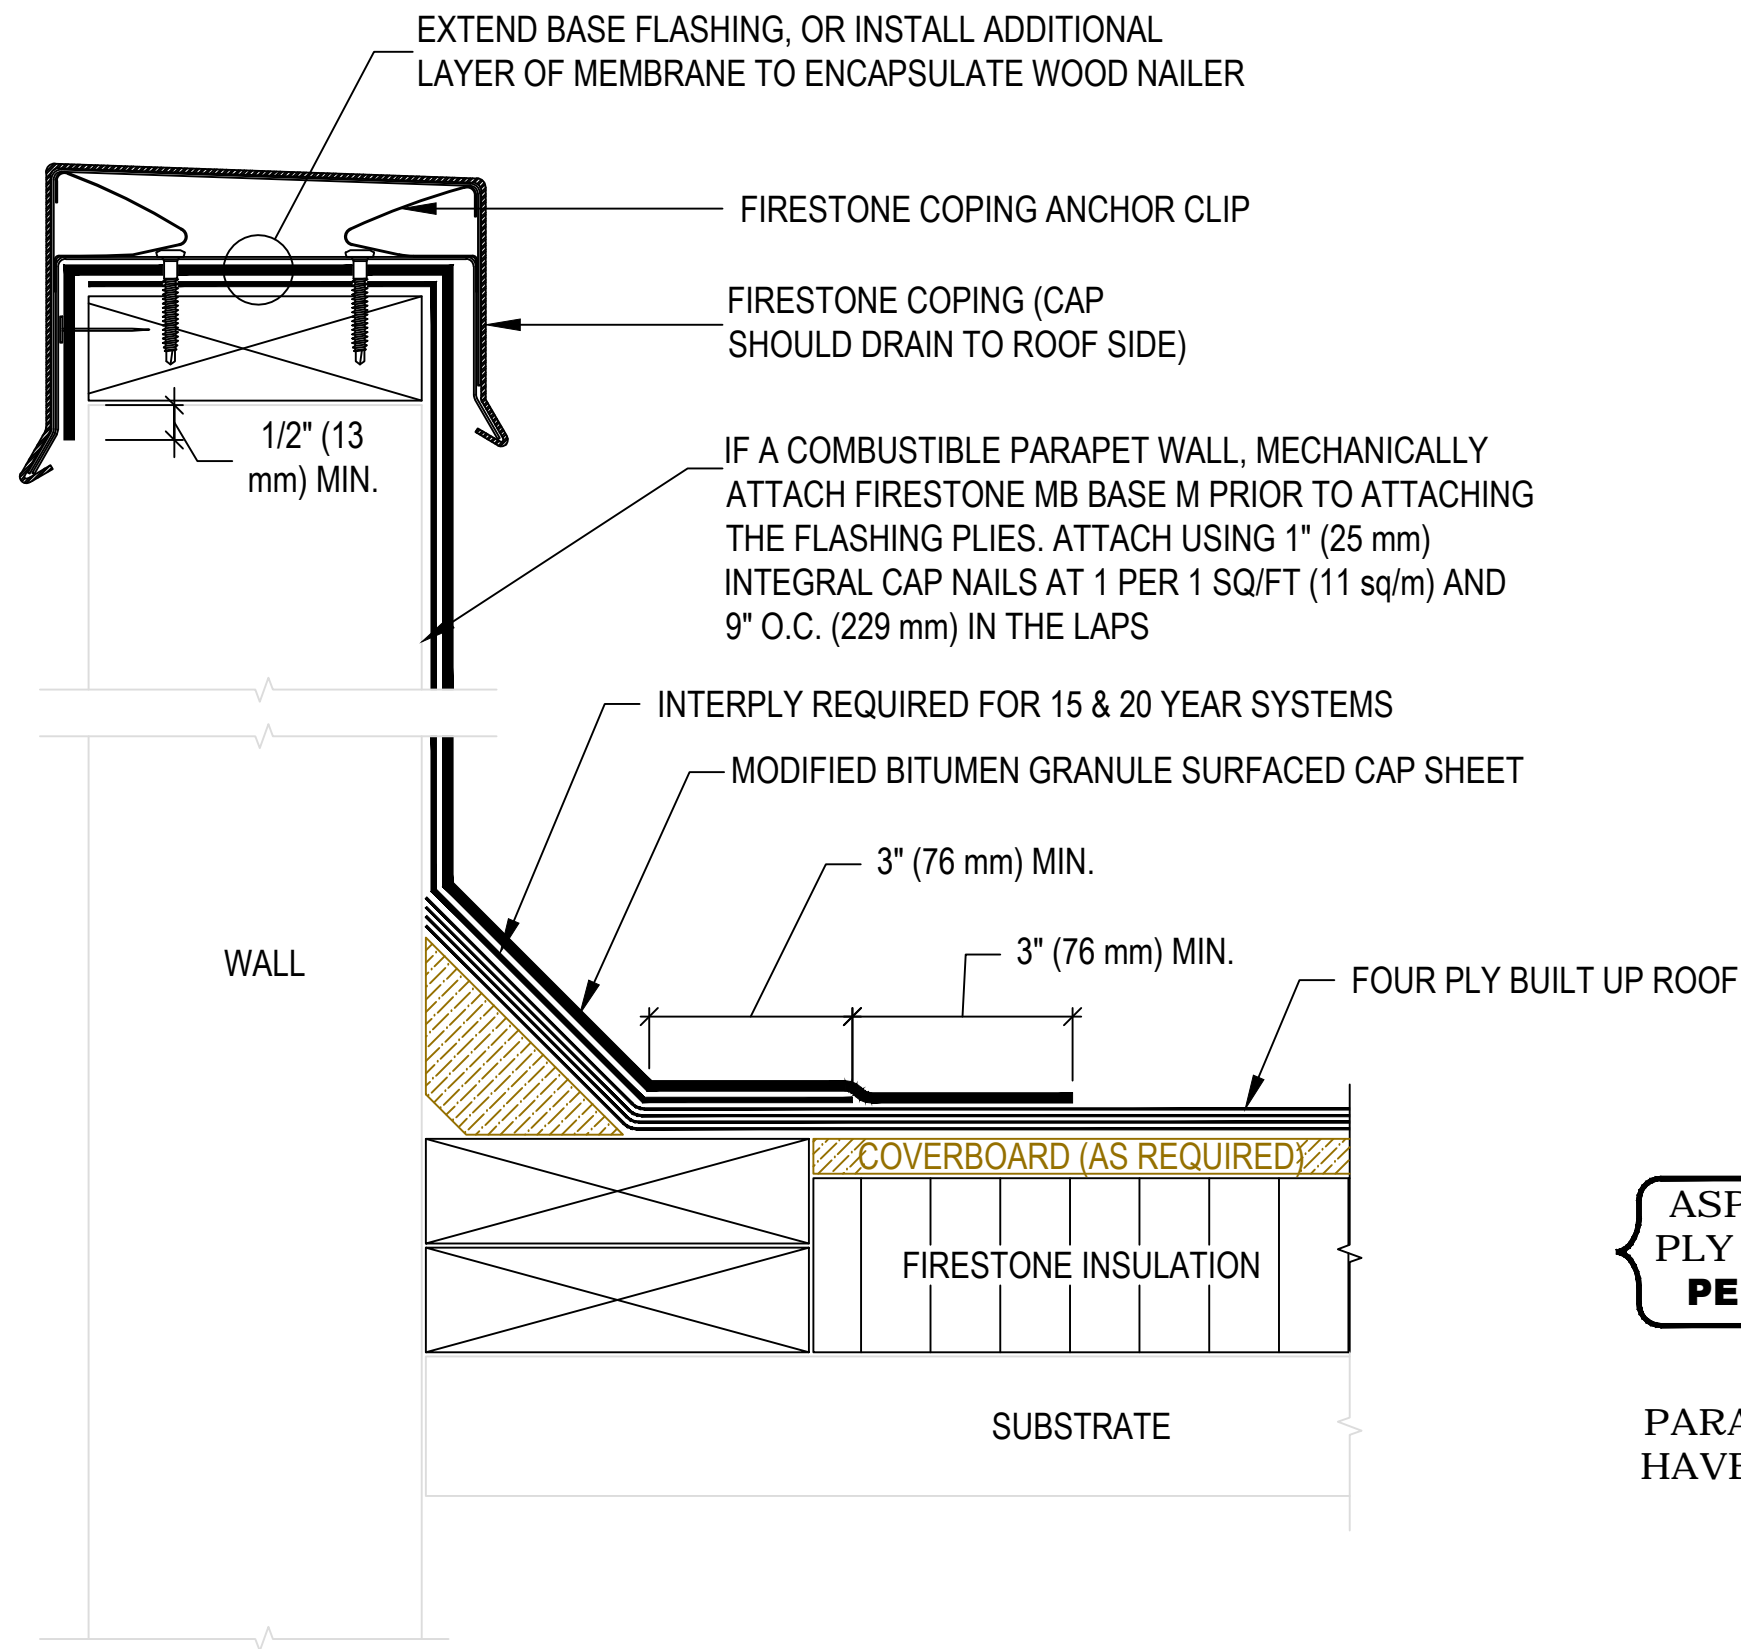 EXTEND BASE FLASHING, OR INSTALL ADDITIONAL
LAYER OF MEMBRANE TO ENCAPSULATE WOOD NAILER
FIRESTONE COPING ANCHOR CLIP
FIRESTONE COPING (CAP
SHOULD DRAIN TO ROOF SIDE)
1/2" (13
mm) MIN.
IF A COMBUSTIBLE PARAPET WALL, MECHANICALLY
ATTACH FIRESTONE MB BASE M PRIOR TO ATTACHING
THE FLASHING PLIES. ATTACH USING 1" (25 mm)
INTEGRAL CAP NAILS AT 1 PER 1 SQ/FT (11 sq/m) AND
9" O.C. (229 mm) IN THE LAPS
INTERPLY REQUIRED FOR 15 & 20 YEAR SYSTEMS
MODIFIED BITUMEN GRANULE SURFACED CAP SHEET
3" (76 mm) MIN.
3" (76 mm) MIN.
WALL
FOUR PLY BUILT UP ROOF
COVERBOARD (AS REQUIRED)
FIRESTONE INSULATION
SUBSTRATE
PLY